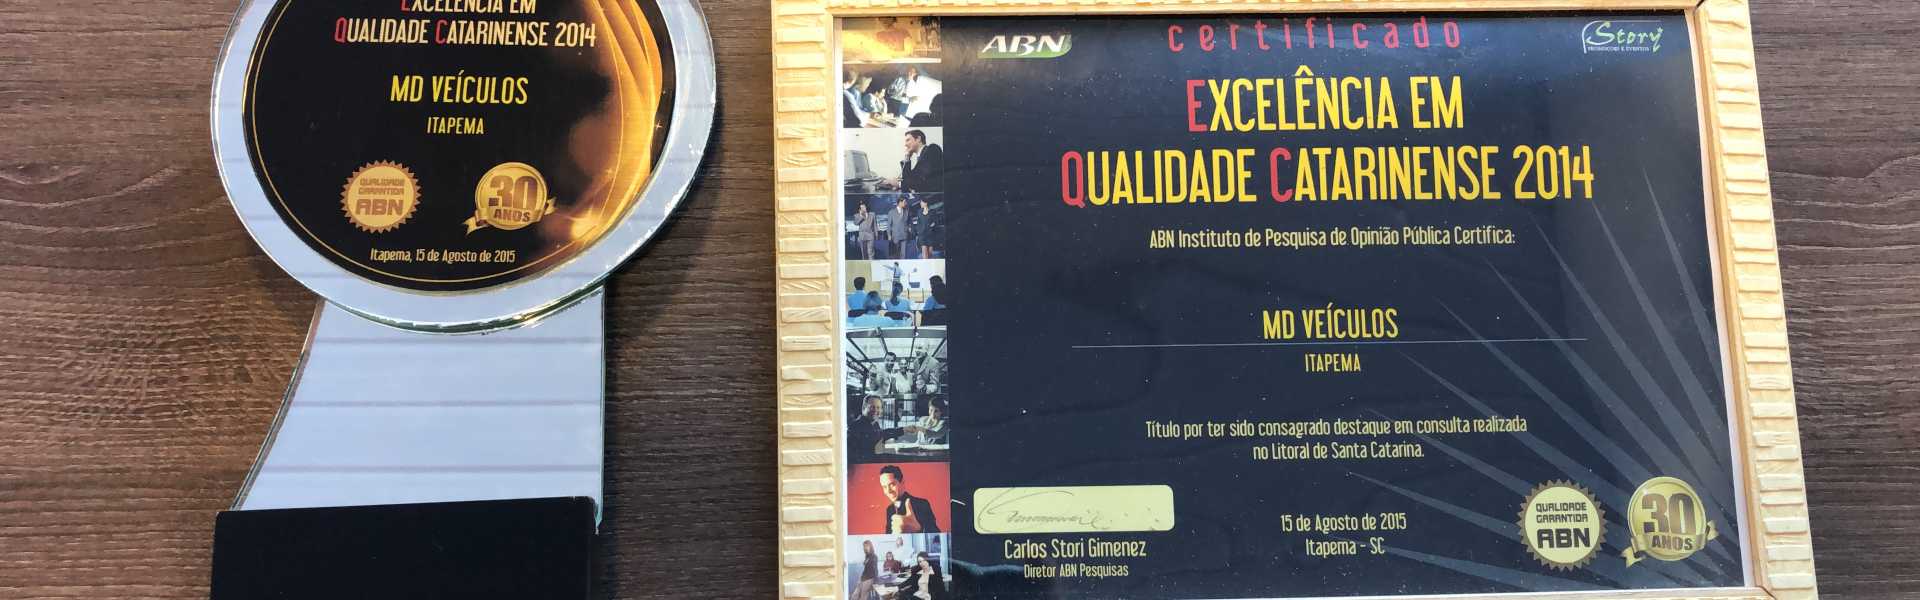 EXCELÊNCIA EM
QUALIDADE CATARINENSE 2014
MD VEÍCULOS
ITAPEMA
QUALIDADE
GARANTIDA
ABN
30
ANOS
Itapema, 15 de Agosto de 2015
ABN
certificado
Story
PROMOÇÕES E EVENTOS
EXCELÊNCIA EM
QUALIDADE CATARINENSE 2014
ABN Instituto de Pesquisa de Opinião Pública Certifica:
MD VEÍCULOS
ITAPEMA
Título por ter sido consagrado destaque em consulta realizada
no Litoral de Santa Catarina.
Carlos Stori Gimenez
Diretor ABN Pesquisas
15 de Agosto de 2015
Itapema - SC
QUALIDADE
GARANTIDA
ABN
30
ANOS